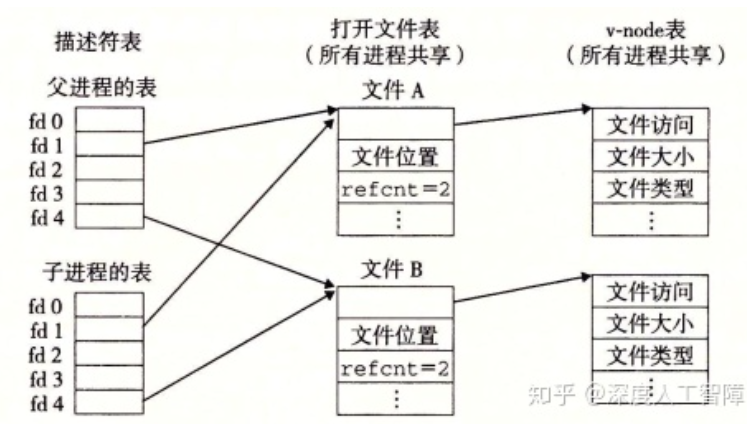 描述符表
父进程的表
fd 0
fd 1
fd 2
fd 3
fd 4
子进程的表
fd 0
fd 1
fd 2
fd 3
fd 4
打开文件表
（所有进程共享）
文件 A
文件位置
refcnt=2
⋮
文件 B
文件位置
refcnt=2
⋮
v-node表
（所有进程共享）
文件访问
文件大小
文件类型
⋮
文件访问
文件大小
文件类型
⋮
知乎 @深度人工智障